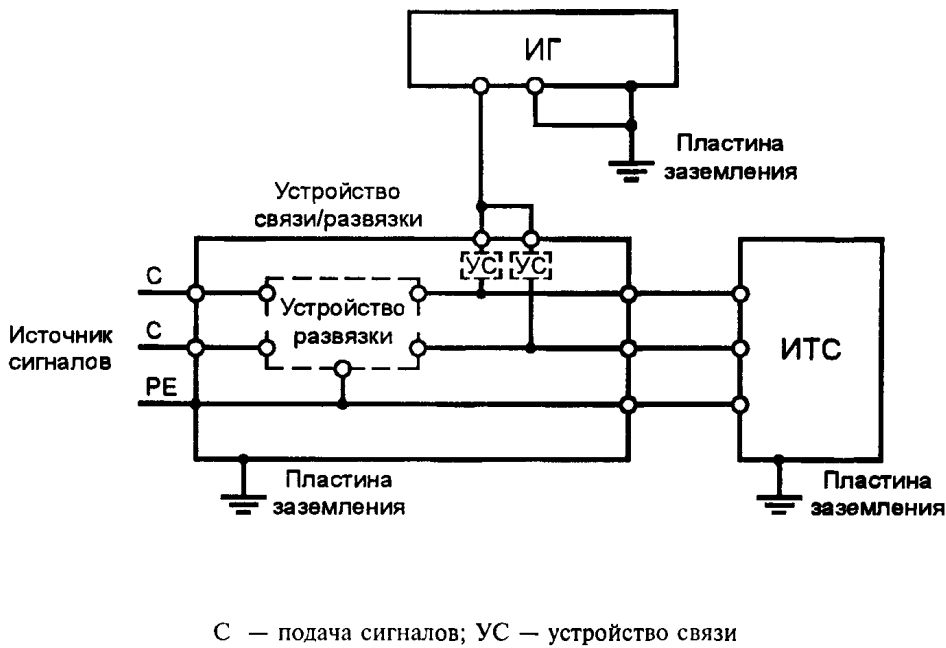 ИГ
Пластина
заземления
Устройство
связи/развязки
УС
УС
С
Устройство
развязки
Источник
сигналов
С
ИТС
РЕ
Пластина
заземления
Пластина
заземления
С — подача сигналов; УС — устройство связи